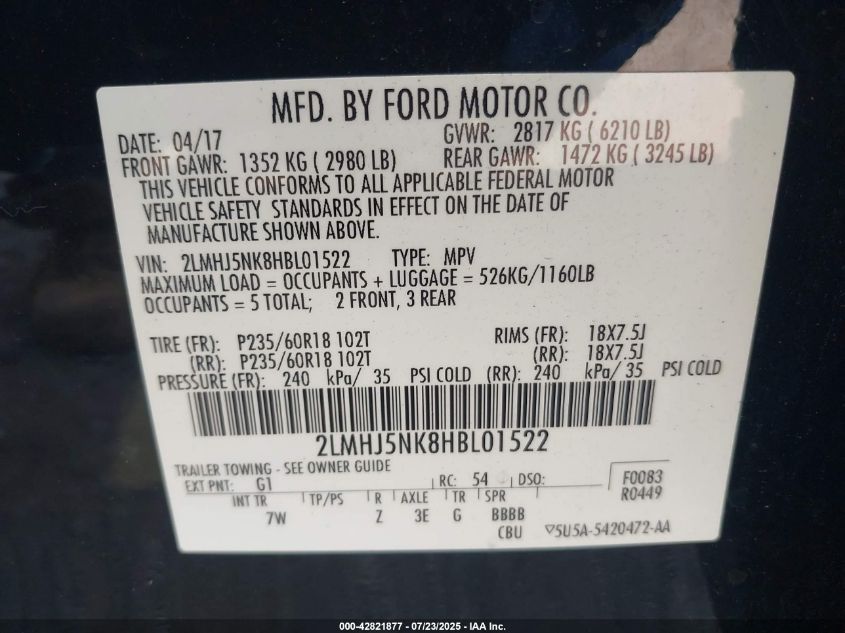 MFD. BY FORD MOTOR CO.
DATE: 04/17 GVWR: 2817 KG ( 6210 LB)
FRONT GAWR: 1352 KG ( 2980 LB) REAR GAWR: 1472 KG ( 3245 LB)
THIS VEHICLE CONFORMS TO ALL APPLICABLE FEDERAL MOTOR
VEHICLE SAFETY STANDARDS IN EFFECT ON THE DATE OF
MANUFACTURE SHOWN ABOVE.
VIN: 2LMHJ5NK8HBL01522 TYPE: MPV
MAXIMUM LOAD = OCCUPANTS + LUGGAGE = 526KG/1160LB
OCCUPANTS = 5 TOTAL; 2 FRONT, 3 REAR
TIRE (FR): P235/60R18 102T RIMS (FR): 18X7.5J
(RR): P235/60R18 102T (RR): 18X7.5J
PRESSURE (FR): 240 kPa/ 35 PSI COLD (RR): 240 kPa/ 35 PSI COLD
2LMHJ5NK8HBL01522
TRAILER TOWING - SEE OWNER GUIDE
EXT PNT: G1 RC: 54 DSO: F0083
R0449
INT TR TP/PS R AXLE TR SPR
7W Z 3E G BBBB
CBU ▽5U5A-5420472-AA
000-42821877 - 07/23/2025 - IAA Inc.